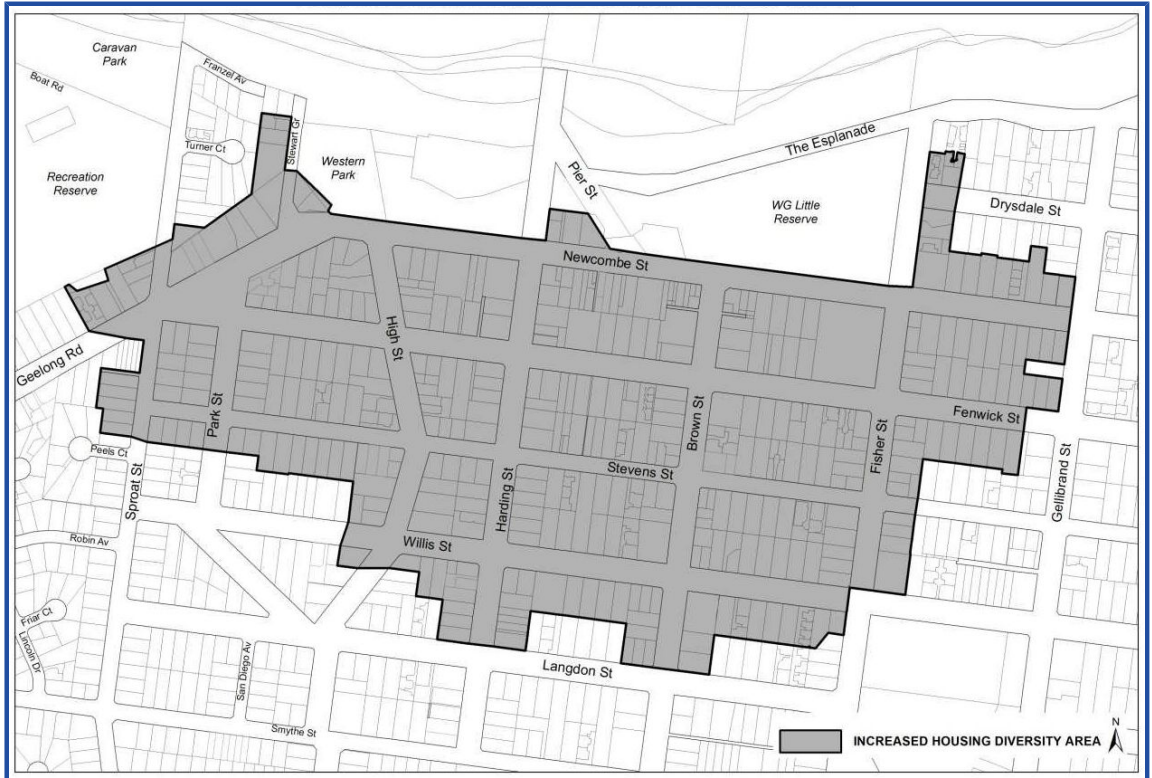 Caravan
Park
Boat Rd
Franzel Av
Turner Ct
Stewart Gr
Recreation
Reserve
Western
Park
Pier St
The Esplanade
WG Little
Reserve
Drysdale St
Newcombe St
High St
Geelong Rd
Park St
Fenwick St
Brown St
Fisher St
Peels Ct
Stevens St
Sproat St
Harding St
Gellibrand St
Robin Av
Willis St
Friar Ct
Lincoln Dr
San Diego Av
Langdon St
Smythe St
INCREASED HOUSING DIVERSITY AREA
N